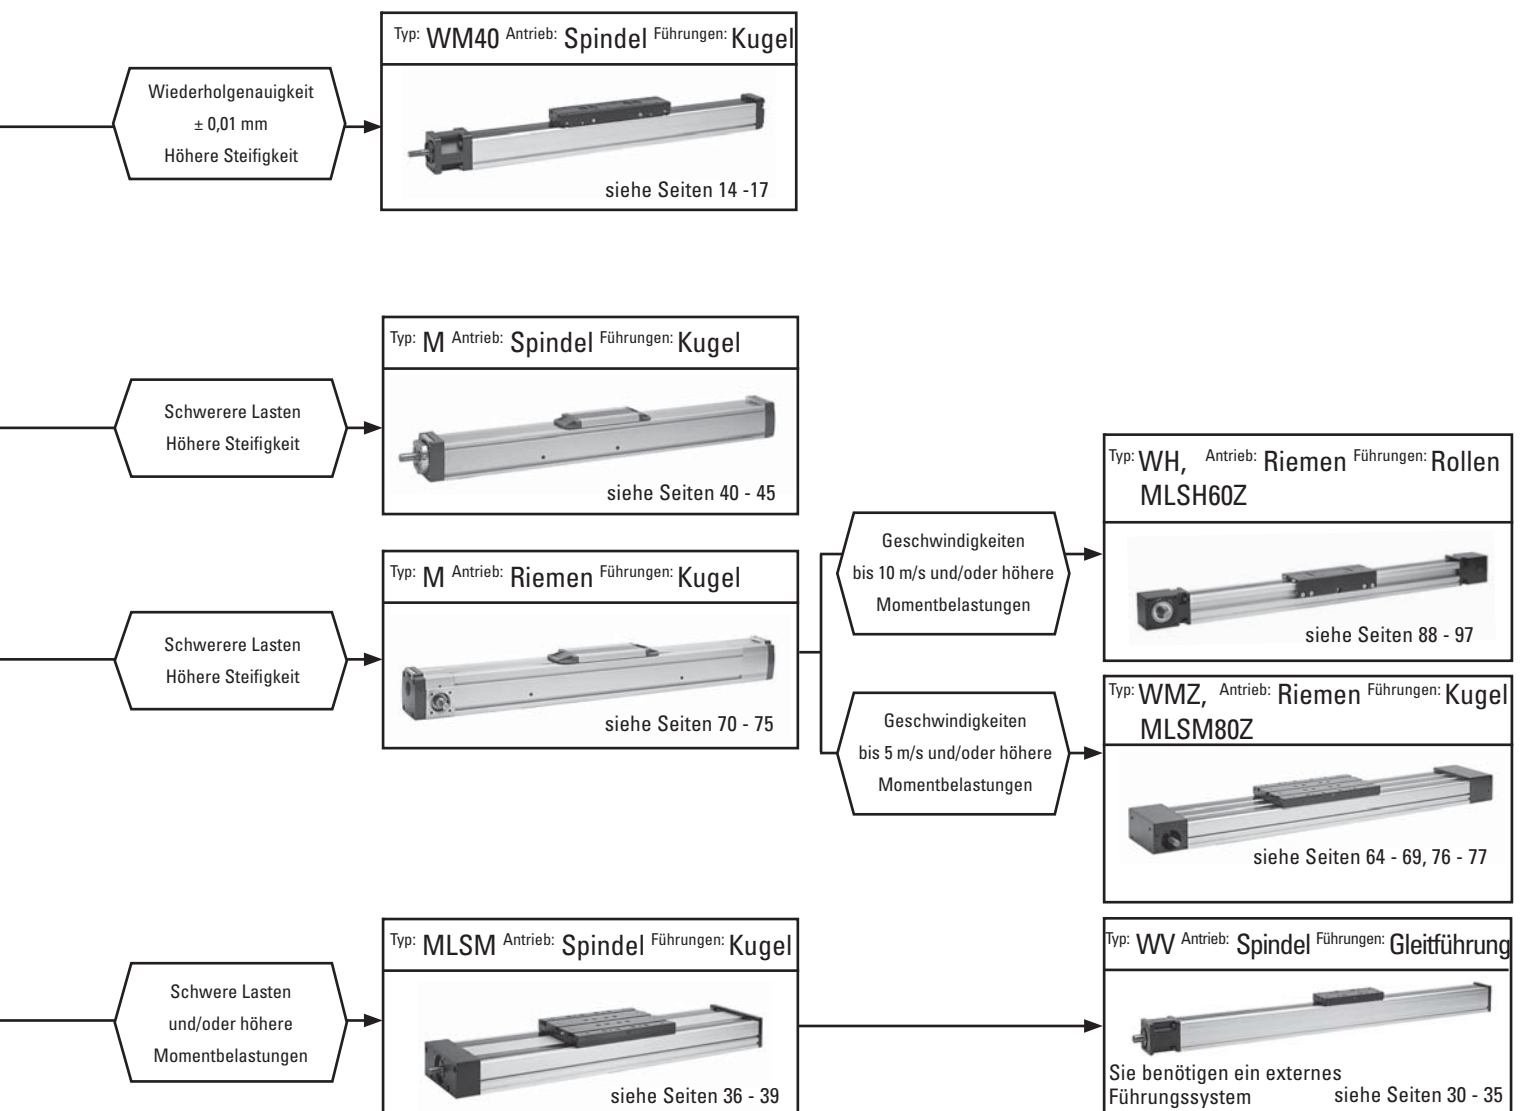 Typ: WM40 Antrieb: Spindel Führungen: Kugel
Wiederholgenauigkeit
± 0,01 mm
Höhere Steifigkeit
siehe Seiten 14 -17
Typ: M Antrieb: Spindel Führungen: Kugel
Schwerere Lasten
Höhere Steifigkeit
siehe Seiten 40 - 45
Typ: M Antrieb: Riemen Führungen: Kugel
Schwerere Lasten
Höhere Steifigkeit
siehe Seiten 70 - 75
Geschwindigkeiten
bis 10 m/s und/oder höhere
Momentbelastungen
Typ: WH, Antrieb: Riemen Führungen: Rollen
MLSH60Z
siehe Seiten 88 - 97
Geschwindigkeiten
bis 5 m/s und/oder höhere
Momentbelastungen
Typ: WMZ, Antrieb: Riemen Führungen: Kugel
MLSM80Z
siehe Seiten 64 - 69, 76 - 77
Schwere Lasten
und/oder höhere
Momentbelastungen
Typ: MLSM Antrieb: Spindel Führungen: Kugel
siehe Seiten 36 - 39
Typ: WV Antrieb: Spindel Führungen: Gleitführung
Sie benötigen ein externes
Führungssystem siehe Seiten 30 - 35